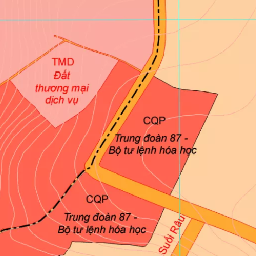 TMD
Đất
thương mại
dịch vụ
CQP
Trung đoàn 87 -
Bộ tư lệnh hóa học
CQP
Trung đoàn 87 -
Bộ tư lệnh hóa học
Suối Râu